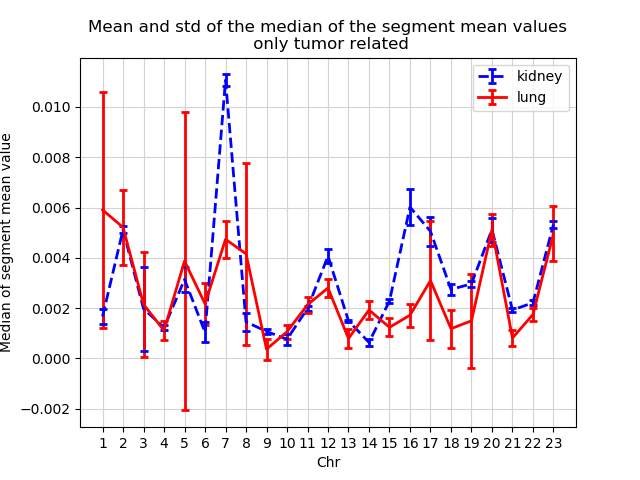 Mean and std of the median of the segment mean values
only tumor related
kidney
lung
Median of segment mean value
0.010
0.008
0.006
0.004
0.002
0.000
−0.002
1 2 3 4 5 6 7 8 9 10 11 12 13 14 15 16 17 18 19 20 21 22 23
Chr